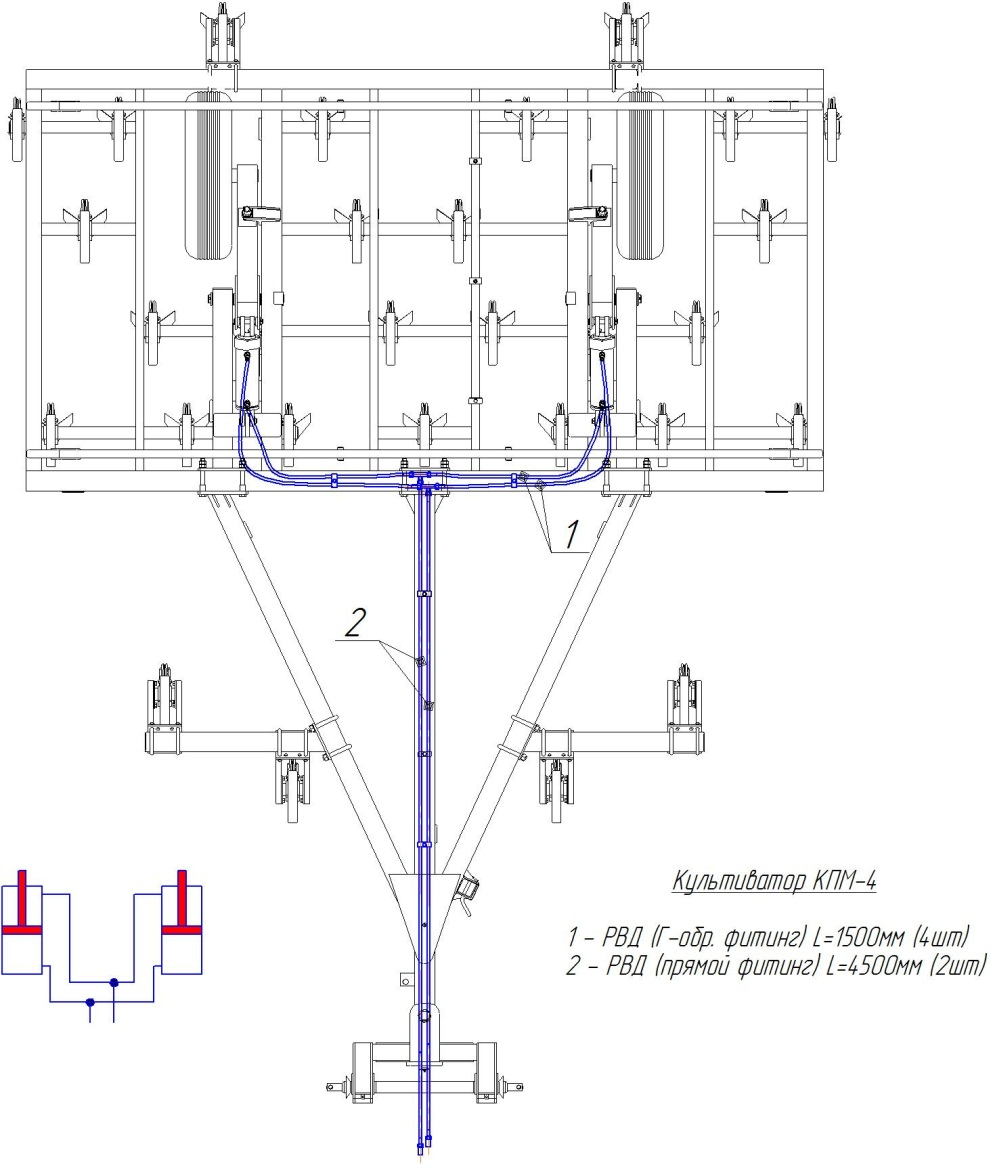 1
2
Культиватор КПМ-4
1 - РВД (Г-обр. фитинг) L=1500мм (4шт)
2 - РВД (прямой фитинг) L=4500мм (2шт)